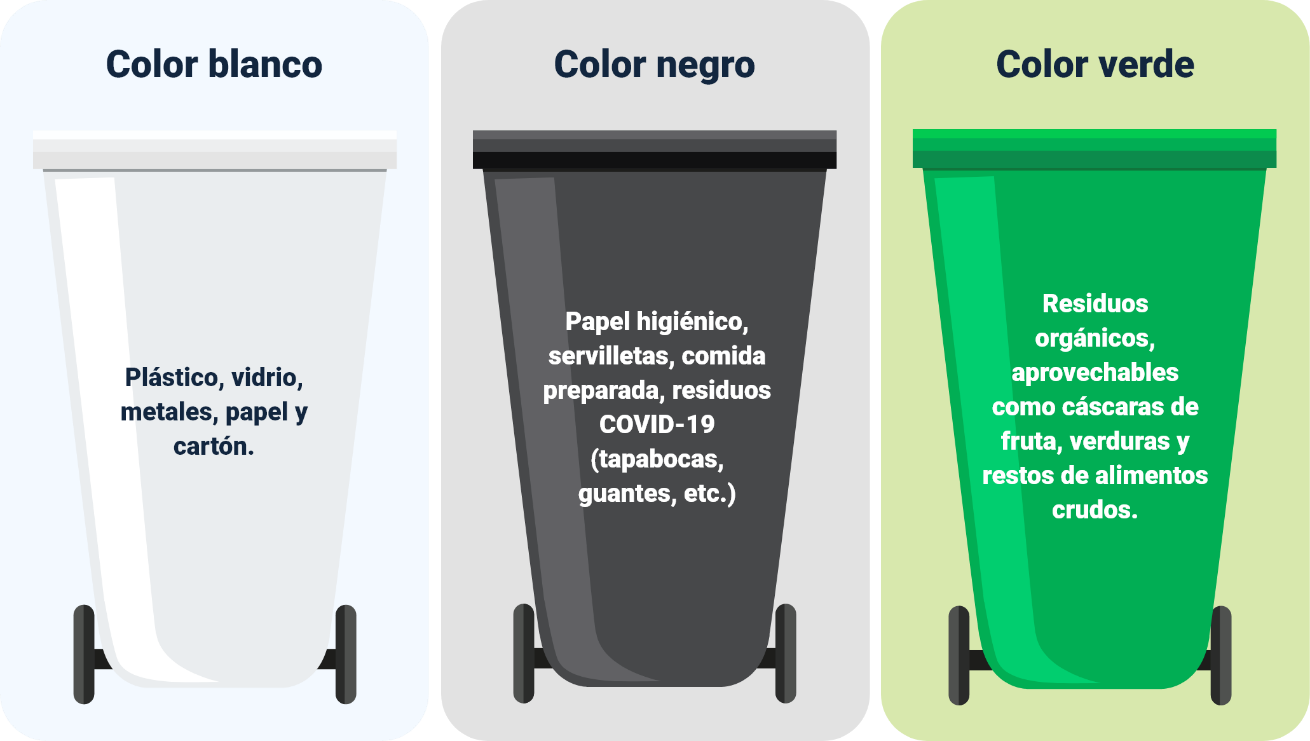 Color blanco
Plástico, vidrio,
metales, papel y
cartón.
Color negro
Papel higiénico,
servilletas, comida
preparada, residuos
COVID-19
(tapabocas,
guantes, etc.)
Color verde
Residuos
orgánicos,
aprovechables
como cáscaras de
fruta, verduras y
restos de alimentos
crudos.